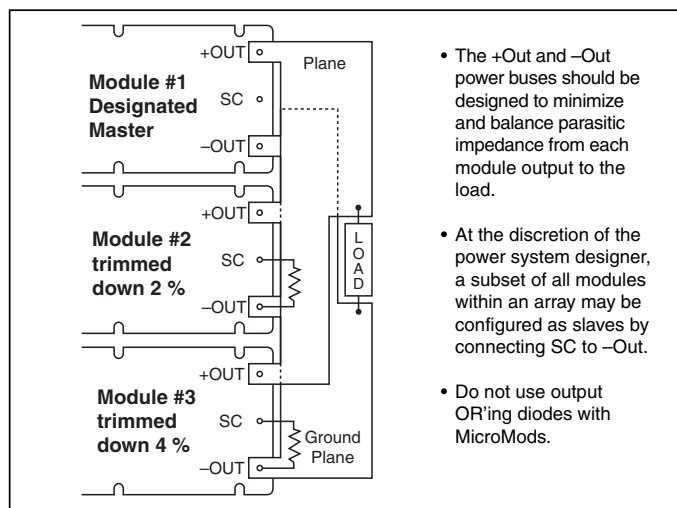 +OUT
Plane
Module #1
Designated
Master
SC
–OUT
+OUT
Module #2
trimmed
down 2 %
SC
–OUT
LOAD
+OUT
Module #3
trimmed
down 4 %
SC
Ground
Plane
–OUT
• The +Out and –Out
power buses should be
designed to minimize
and balance parasitic
impedance from each
module output to the
load.
• At the discretion of the
power system designer,
a subset of all modules
within an array may be
configured as slaves by
connecting SC to –Out.
• Do not use output
OR'ing diodes with
MicroMods.